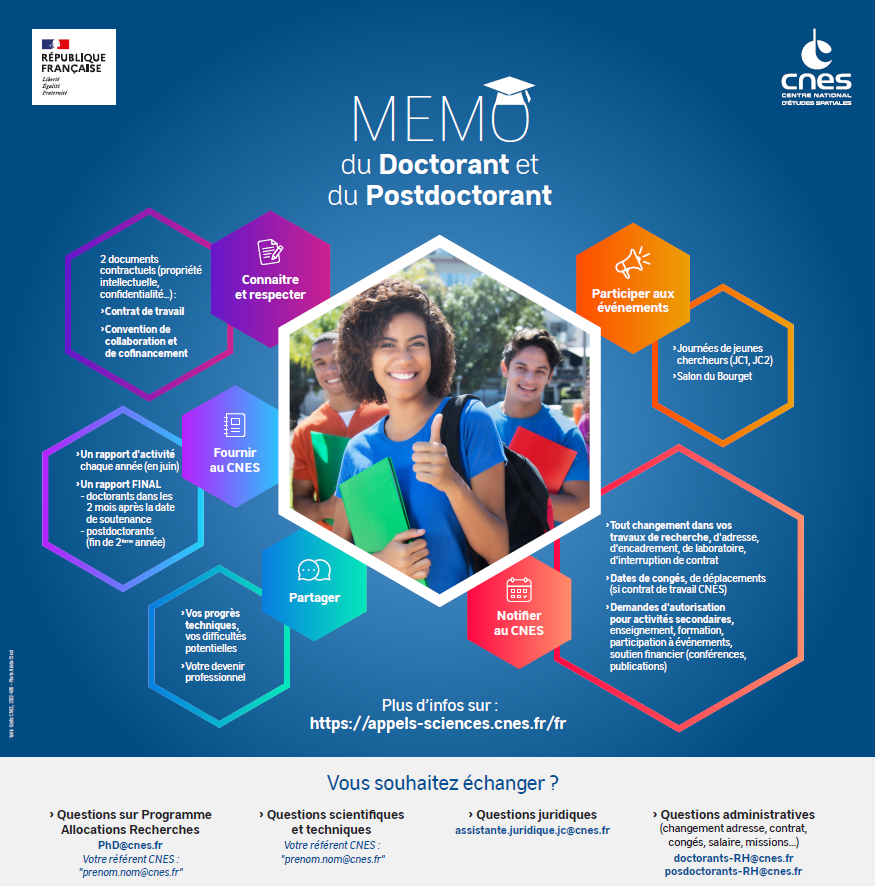 RÉPUBLIQUE
FRANÇAISE
Liberté
Égalité
Fraternité
cnes
CENTRE NATIONAL
D'ÉTUDES SPATIALES
MEMO
du Doctorant et
du Postdoctorant
2 documents
contractuels (propriété
intellectuelle,
confidentialité...) :
›Contrat de travail
›Convention de
collaboration et
de cofinancement
Connaitre
et respecter
Participer aux
événements
›Journées de jeunes
chercheurs (JC1, JC2)
›Salon du Bourget
›Un rapport d'activité
chaque année (en juin)
›Un rapport FINAL
- doctorants dans les
2 mois après la date
de soutenance
- postdoctorants
(fin de 2ième année)
Fournir
au CNES
Partager
›Vos progrès
techniques,
vos difficultés
potentielles
›Votre devenir
professionnel
Notifier
au CNES
›Tout changement dans vos
travaux de recherche, d'adresse,
d'encadrement, de laboratoire,
d'interruption de contrat
›Dates de congés, de déplacements
(si contrat de travail CNES)
›Demandes d'autorisation
pour activités secondaires,
enseignement, formation,
participation à événements,
soutien financier (conférences,
publications)
Plus d'infos sur :
https://appels-sciences.cnes.fr/fr
Vous souhaitez échanger ?
› Questions sur Programme
Allocations Recherches
PhD@cnes.fr
Votre référent CNES :
"prenom.nom@cnes.fr"
› Questions scientifiques
et techniques
Votre référent CNES :
"prenom.nom@cnes.fr"
› Questions juridiques
assistante.juridique.jc@cnes.fr
› Questions administratives
(changement adresse, contrat,
congés, salaire, missions...)
doctorants-RH@cnes.fr
posdoctorants-RH@cnes.fr